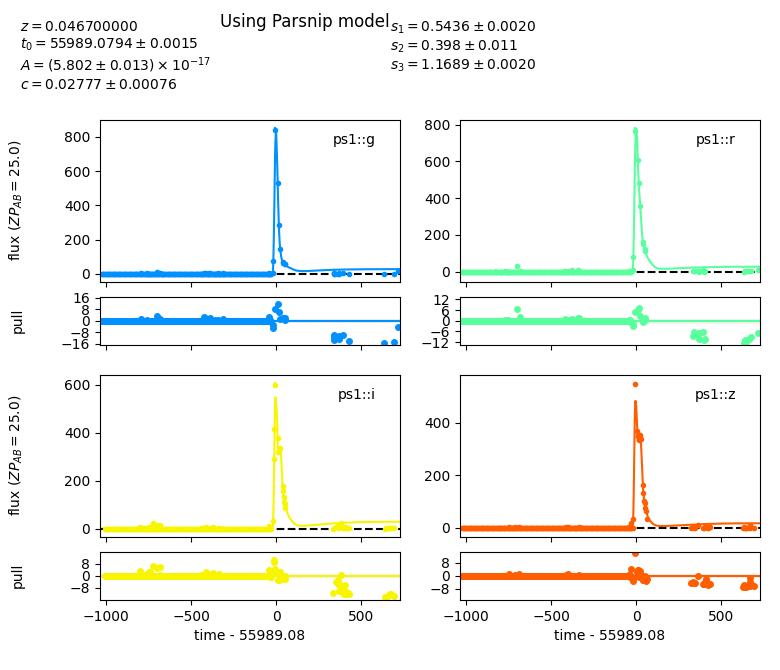 Using Parsnip model
z = 0.046700000
t₀ = 55989.0794 ± 0.0015
A = (5.802 ± 0.013) × 10⁻¹⁷
c = 0.02777 ± 0.00076
s₁ = 0.5436 ± 0.0020
s₂ = 0.398 ± 0.011
s₃ = 1.1689 ± 0.0020
flux (ZP_AB = 25.0)
800
600
400
200
0
ps1::g
800
600
400
200
0
ps1::r
pull
16
8
0
−8
−16
12
6
0
−6
−12
flux (ZP_AB = 25.0)
600
400
200
0
ps1::i
400
200
0
ps1::z
pull
8
0
−8
8
0
−8
−1000 −500 0 500
−1000 −500 0 500
time - 55989.08
time - 55989.08